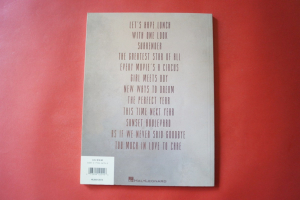 LET'S HAVE LUNCH
WITH ONE LOOK
SURRENDER
THE GREATEST STAR OF ALL
EVERY MOVIE'S A CIRCUS
GIRL MEETS BOY
NEW WAYS TO DREAM
THE PERFECT YEAR
THIS TIME NEXT YEAR
SUNSET BOULEVARD
AS IF WE NEVER SAID GOODBYE
TOO MUCH IN LOVE TO CARE